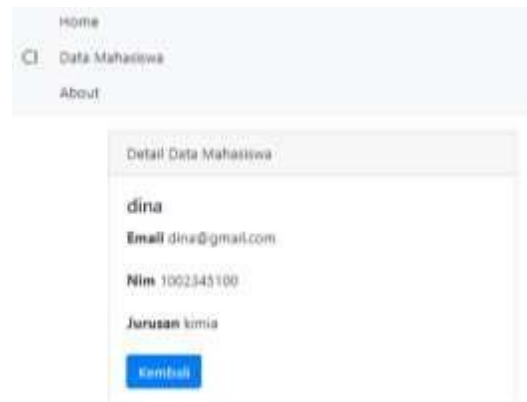 Home
CI Data Mahasiswa
About
Detail Data Mahasiswa
dina
Email dina@gmail.com
Nim 1002345100
Jurusan kimia
Kembali